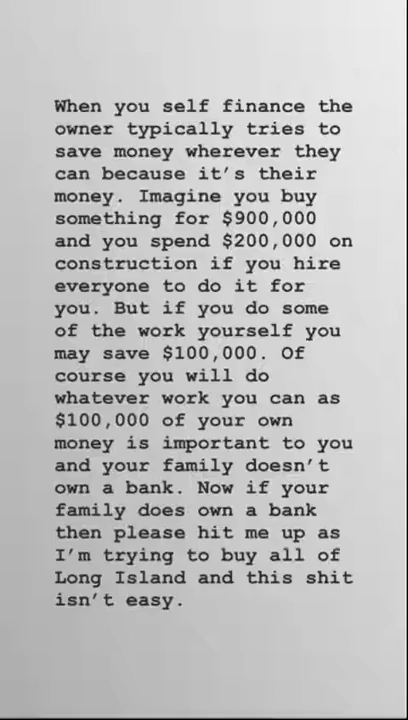 When you self finance the
owner typically tries to
save money wherever they
can because it's their
money. Imagine you buy
something for $900,000
and you spend $200,000 on
construction if you hire
everyone to do it for
you. But if you do some
of the work yourself you
may save $100,000. Of
course you will do
whatever work you can as
$100,000 of your own
money is important to you
and your family doesn't
own a bank. Now if your
family does own a bank
then please hit me up as
I'm trying to buy all of
Long Island and this shit
isn't easy.